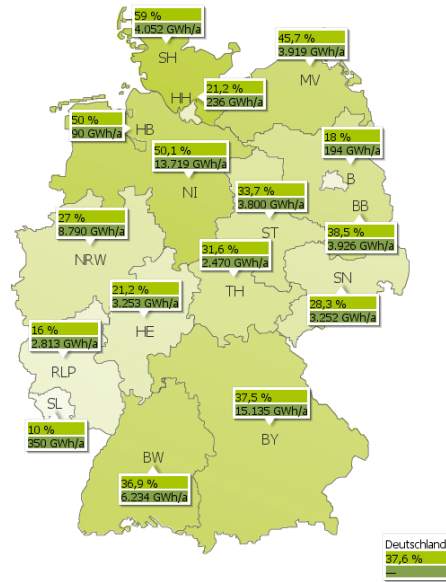 59 %
4.052 GWh/a
SH
45,7 %
3.919 GWh/a
MV
21,2 %
236 GWh/a
HH
50 %
90 GWh/a
HB
50,1 %
13.719 GWh/a
NI
18 %
194 GWh/a
B
33,7 %
3.800 GWh/a
ST
BB
38,5 %
3.926 GWh/a
27 %
8.790 GWh/a
NRW
31,6 %
2.470 GWh/a
TH
SN
28,3 %
3.252 GWh/a
21,2 %
3.253 GWh/a
HE
16 %
2.813 GWh/a
RLP
SL
10 %
350 GWh/a
37,5 %
15.135 GWh/a
BY
BW
36,9 %
6.234 GWh/a
Deutschland
37,6 %
—